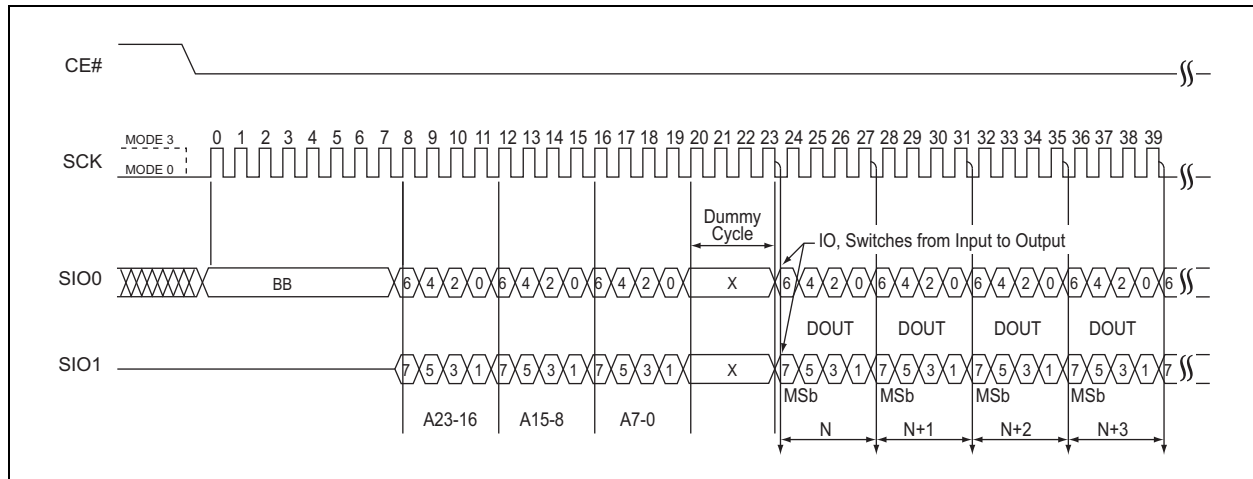 CE#
MODE 3
0 1 2 3 4 5 6 7 8 9 10 11 12 13 14 15 16 17 18 19 20 21 22 23 24 25 26 27 28 29 30 31 32 33 34 35 36 37 38 39
SCK
MODE 0
Dummy
Cycle
IO, Switches from Input to Output
SIO0
BB
6 4 2 0 6 4 2 0 6 4 2 0 X 6 4 2 0 6 4 2 0 6 4 2 0 6 4 2 0 6
DOUT DOUT DOUT DOUT
SIO1
7 5 3 1 7 5 3 1 7 5 3 1 X 7 5 3 1 7 5 3 1 7 5 3 1 7 5 3 1 7
MSb MSb MSb MSb
A23-16 A15-8 A7-0
N N+1 N+2 N+3